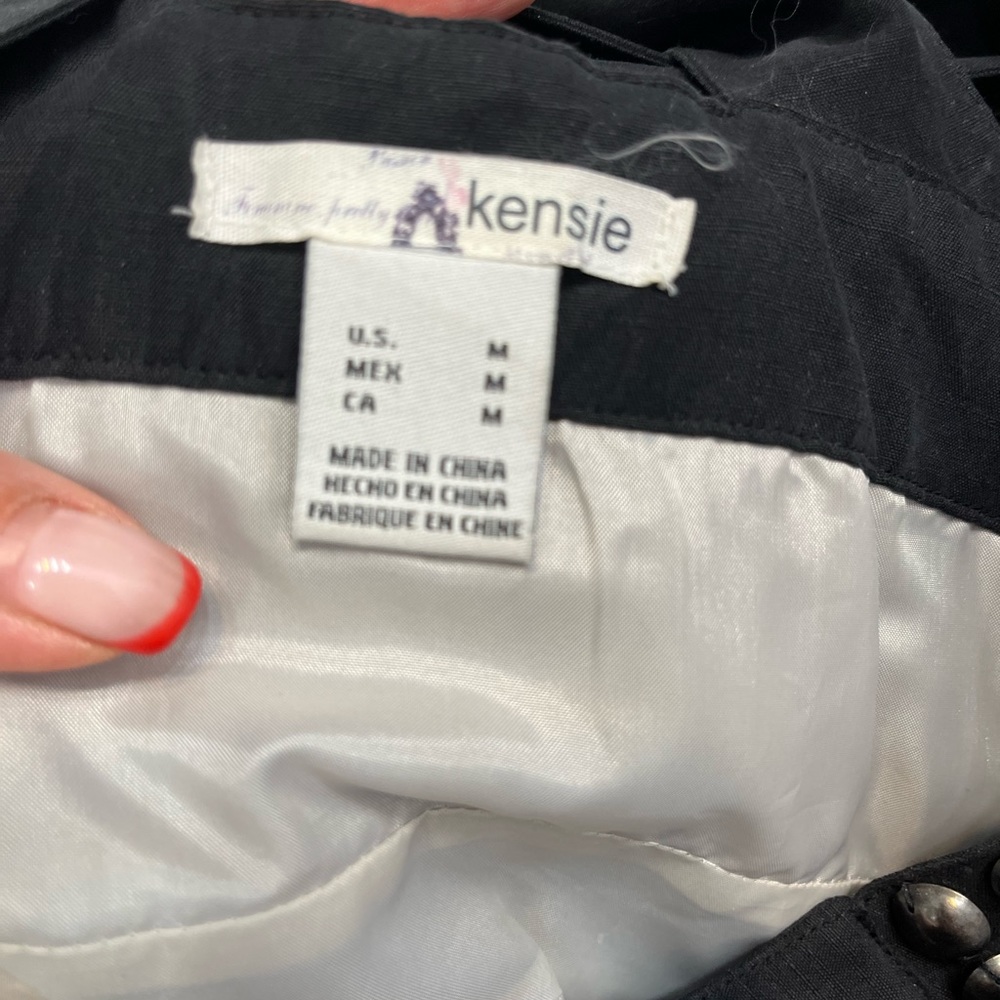 kensie
U.S. M
MEX M
CA M
MADE IN CHINA
HECHO EN CHINA
FABRIQUE EN CHINE